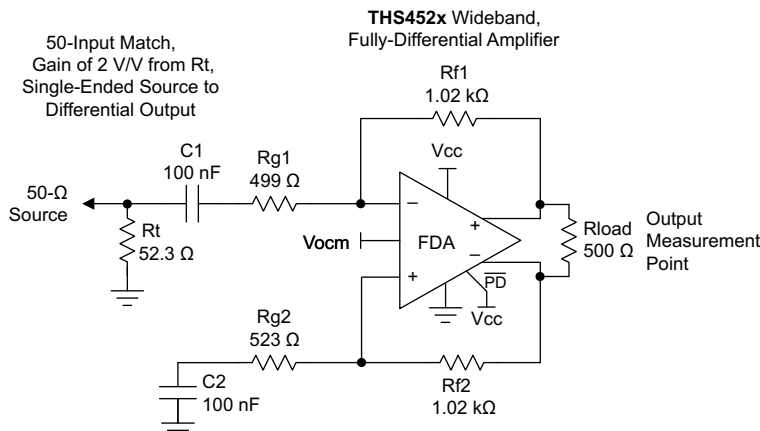 THS452x Wideband,
Fully-Differential Amplifier
50-Input Match,
Gain of 2 V/V from Rt,
Single-Ended Source to
Differential Output
Rf1
1.02 kΩ
C1
100 nF
Rg1
499 Ω
Vcc
50-Ω
Source
Rt
52.3 Ω
Vocm
−
+
FDA
+
−
PD
Vcc
Rload
500 Ω
Output
Measurement
Point
Rg2
523 Ω
C2
100 nF
Rf2
1.02 kΩ